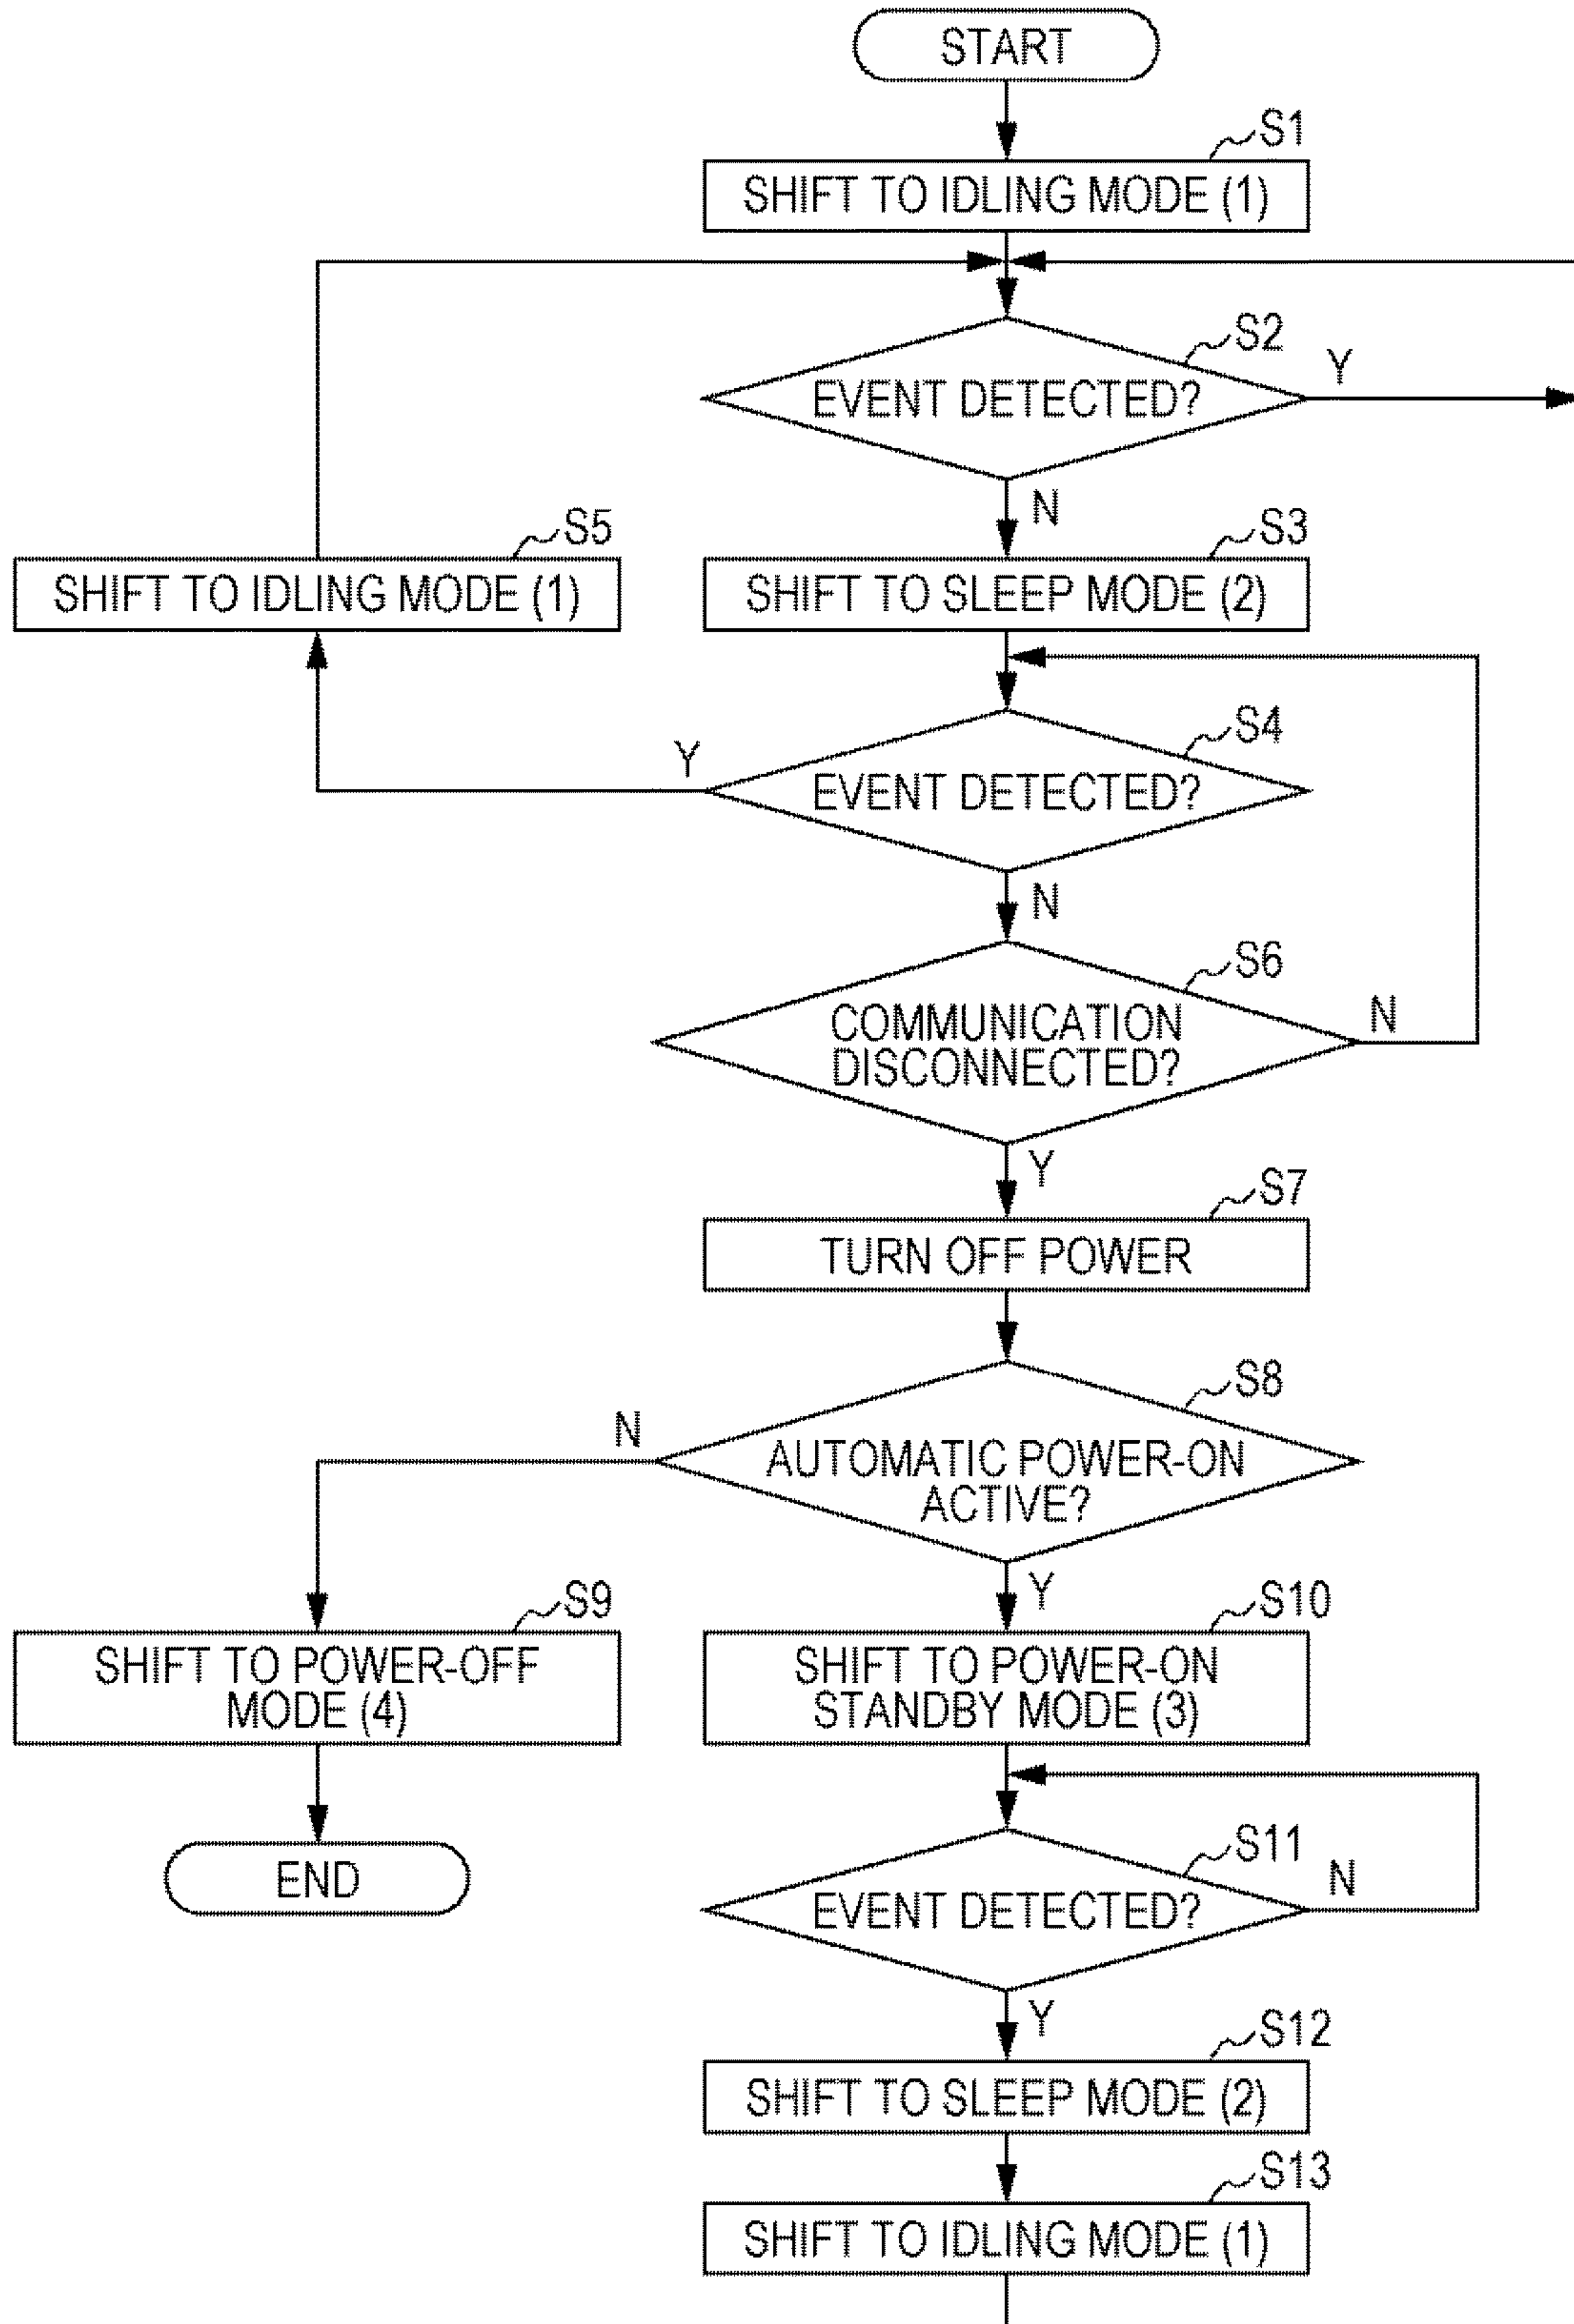 START
S1
SHIFT TO IDLING MODE (1)
S2
EVENT DETECTED?
Y
N
S5
SHIFT TO IDLING MODE (1)
S3
SHIFT TO SLEEP MODE (2)
S4
EVENT DETECTED?
Y
N
S6
COMMUNICATION
DISCONNECTED?
N
Y
S7
TURN OFF POWER
S8
AUTOMATIC POWER-ON
ACTIVE?
N
Y
S9
SHIFT TO POWER-OFF
MODE (4)
END
S10
SHIFT TO POWER-ON
STANDBY MODE (3)
S11
EVENT DETECTED?
N
Y
S12
SHIFT TO SLEEP MODE (2)
S13
SHIFT TO IDLING MODE (1)